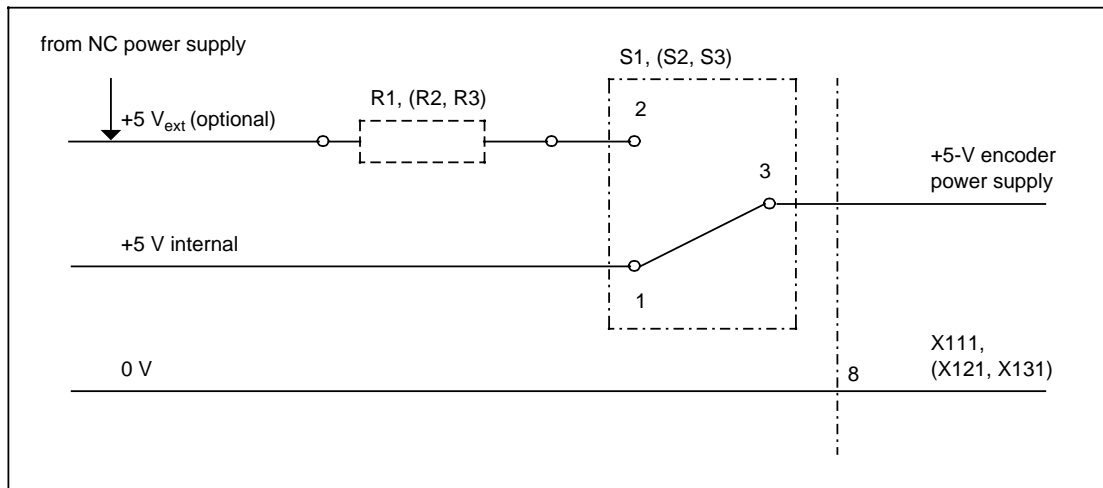 from NC power supply
S1, (S2, S3)
R1, (R2, R3)
2
+5 Vext (optional)
+5-V encoder
power supply
3
+5 V internal
1
X111,
(X121, X131)
0 V
8